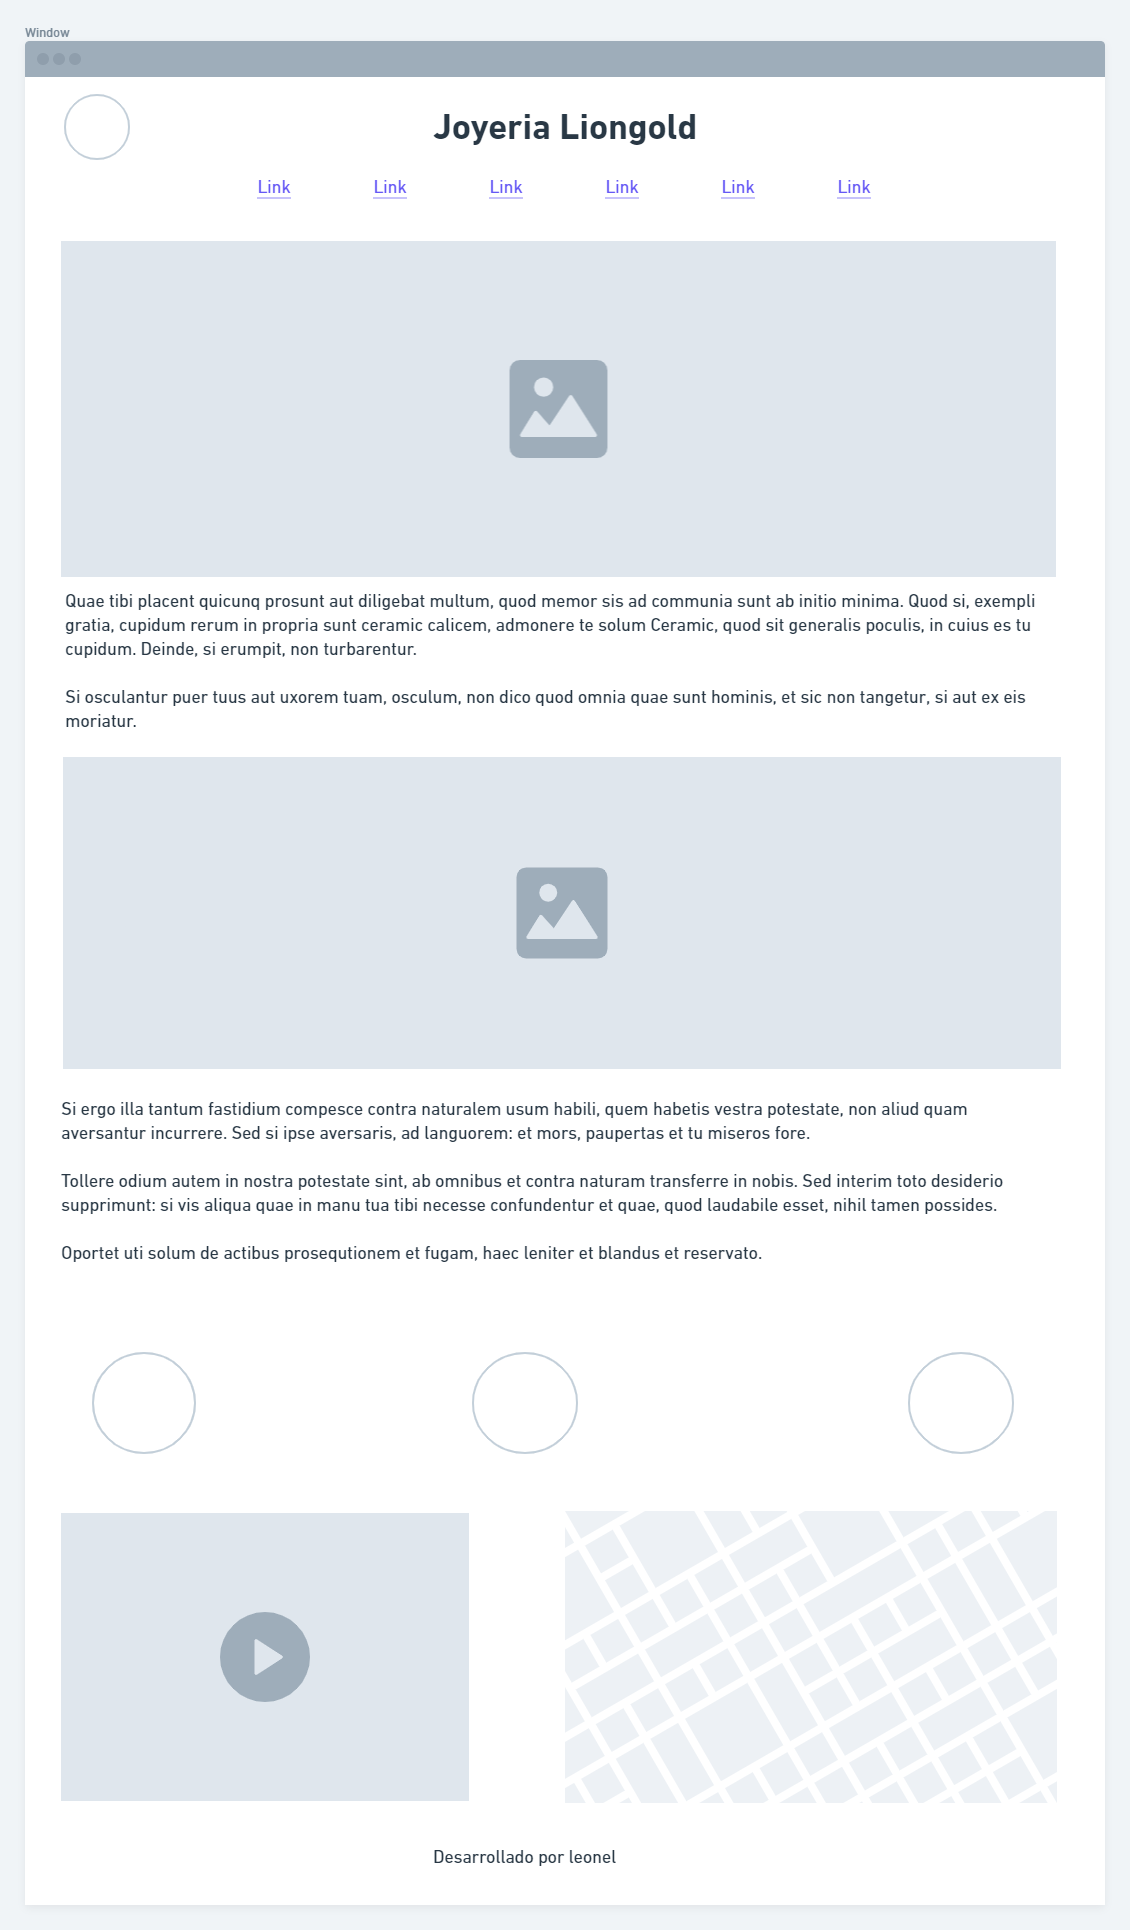 Window
Joyeria Liongold
Link Link Link Link Link Link
Quae tibi placent quicunq prosunt aut diligebat multum, quod memor sis ad communia sunt ab initio minima. Quod si, exempli
gratia, cupidum rerum in propria sunt ceramic calicem, admonere te solum Ceramic, quod sit generalis poculis, in cuius es tu
cupidum. Deinde, si erumpit, non turbarentur.
Si osculantur puer tuus aut uxorem tuam, osculum, non dico quod omnia quae sunt hominis, et sic non tangetur, si aut ex eis
moriatur.
Si ergo illa tantum fastidium compesce contra naturalem usum habili, quem habetis vestra potestate, non aliud quam
aversantur incurrere. Sed si ipse aversaris, ad languorem: et mors, paupertas et tu miseros fore.
Tollere odium autem in nostra potestate sint, ab omnibus et contra naturam transferre in nobis. Sed interim toto desiderio
supprimunt: si vis aliqua quae in manu tua tibi necesse confundentur et quae, quod laudabile esset, nihil tamen possides.
Oportet uti solum de actibus prosequtionem et fugam, haec leniter et blandus et reservato.
Desarrollado por leonel